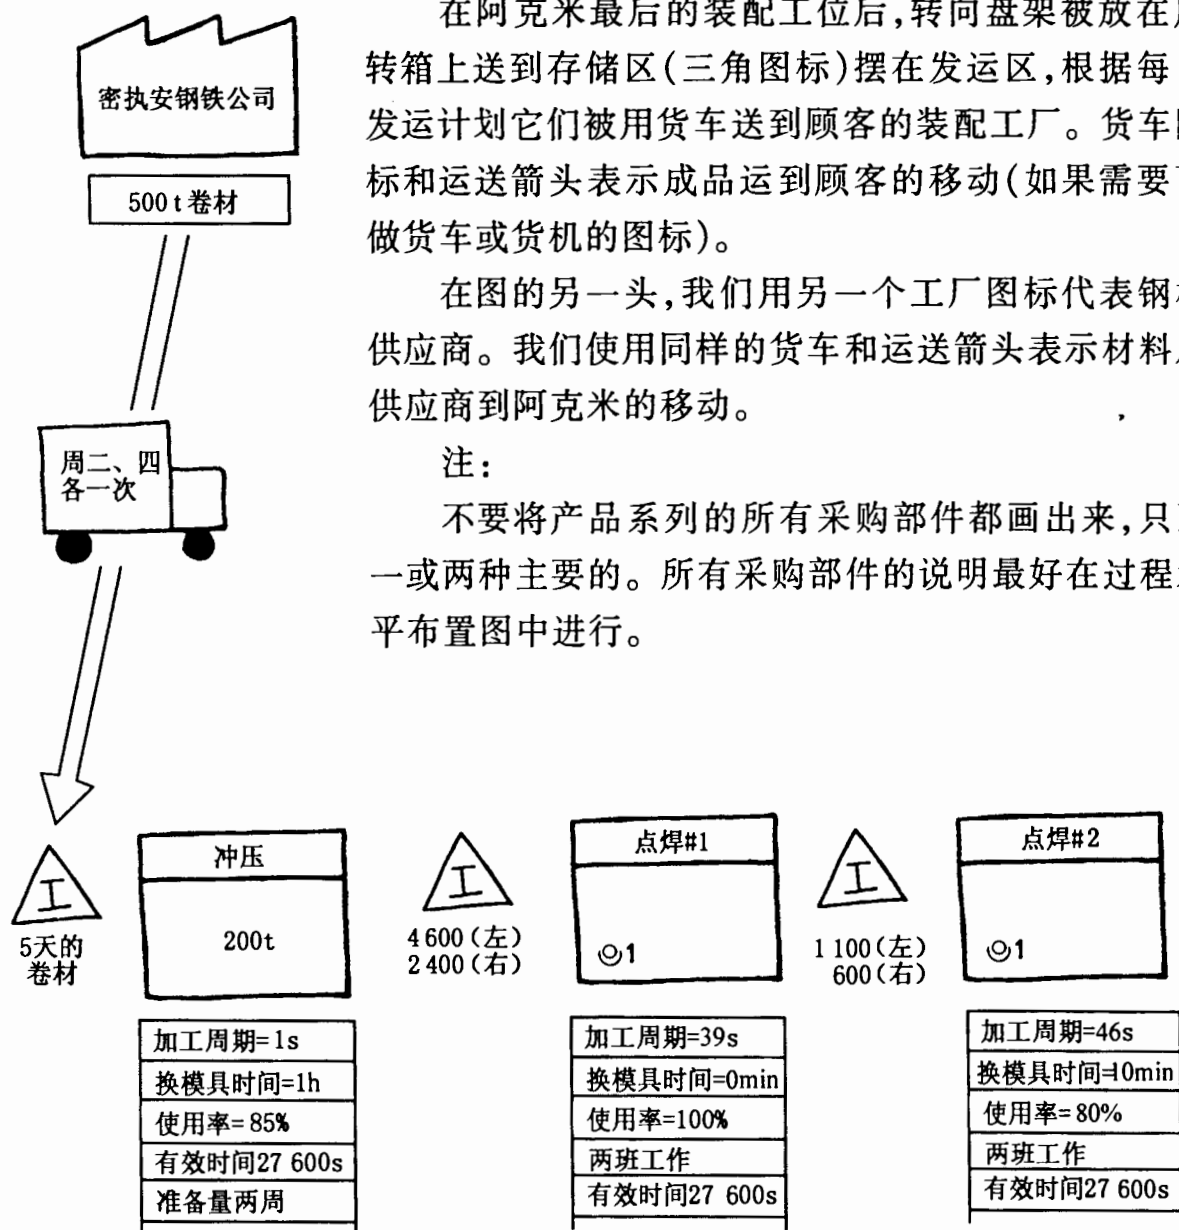 在阿克米最后的装配工位后,转向盘架被放在
转箱上送到存储区(三角图标)摆在发运区,根据每
发运计划它们被用货车送到顾客的装配工厂。货车
标和运送箭头表示成品运到顾客的移动(如果需要
做货车或货机的图标)。
在图的另一头,我们用另一个工厂图标代表钢
供应商。我们使用同样的货车和运送箭头表示材料
供应商到阿克米的移动。
注:
不要将产品系列的所有采购部件都画出来,只
一或两种主要的。所有采购部件的说明最好在过程
平布置图中进行。
密执安钢铁公司
500t卷材
周二、四
各一次
工
5天的
卷材
冲压
200t
加工周期=1s
换模具时间=1h
使用率=85%
有效时间27 600s
准备量两周
工
4 600(左)
2 400(右)
点焊#1
1
加工周期=39s
换模具时间=0min
使用率=100%
两班工作
有效时间27 600s
工
1 100(左)
600(右)
点焊#2
1
加工周期=46s
换模具时间=10min
使用率=80%
两班工作
有效时间27 600s